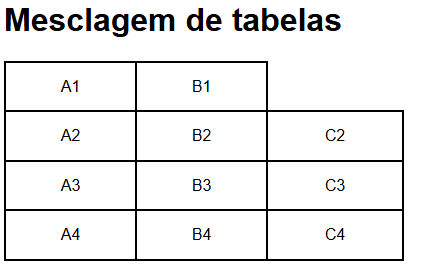 Mesclagem de tabelas
A1 B1
A2 B2 C2
A3 B3 C3
A4 B4 C4